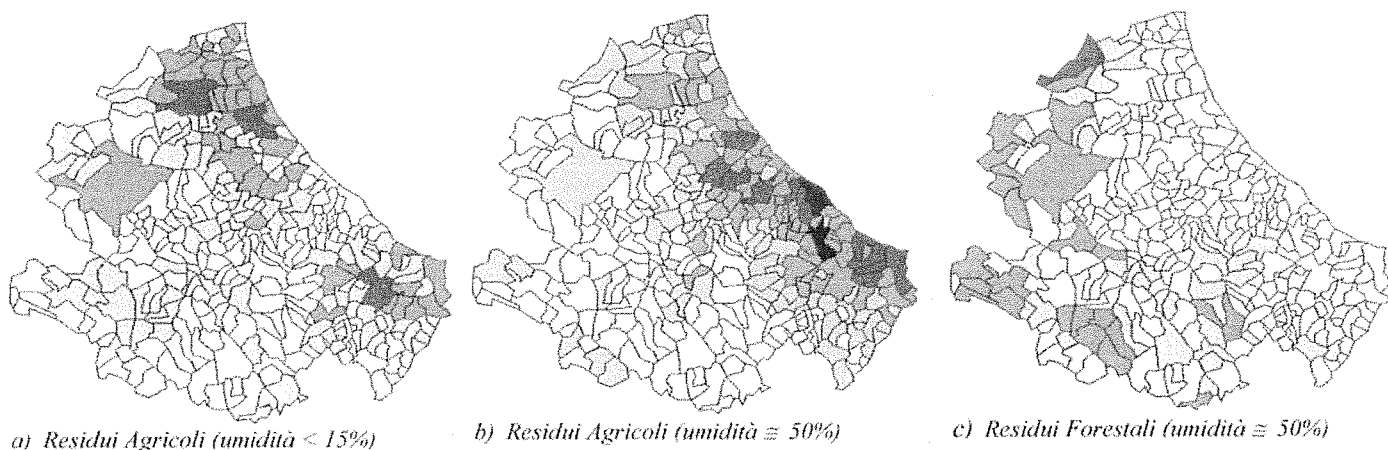 a) Residui Agricoli (umidità < 15%)
b) Residui Agricoli (umidità ≅ 50%)
c) Residui Forestali (umidità ≅ 50%)